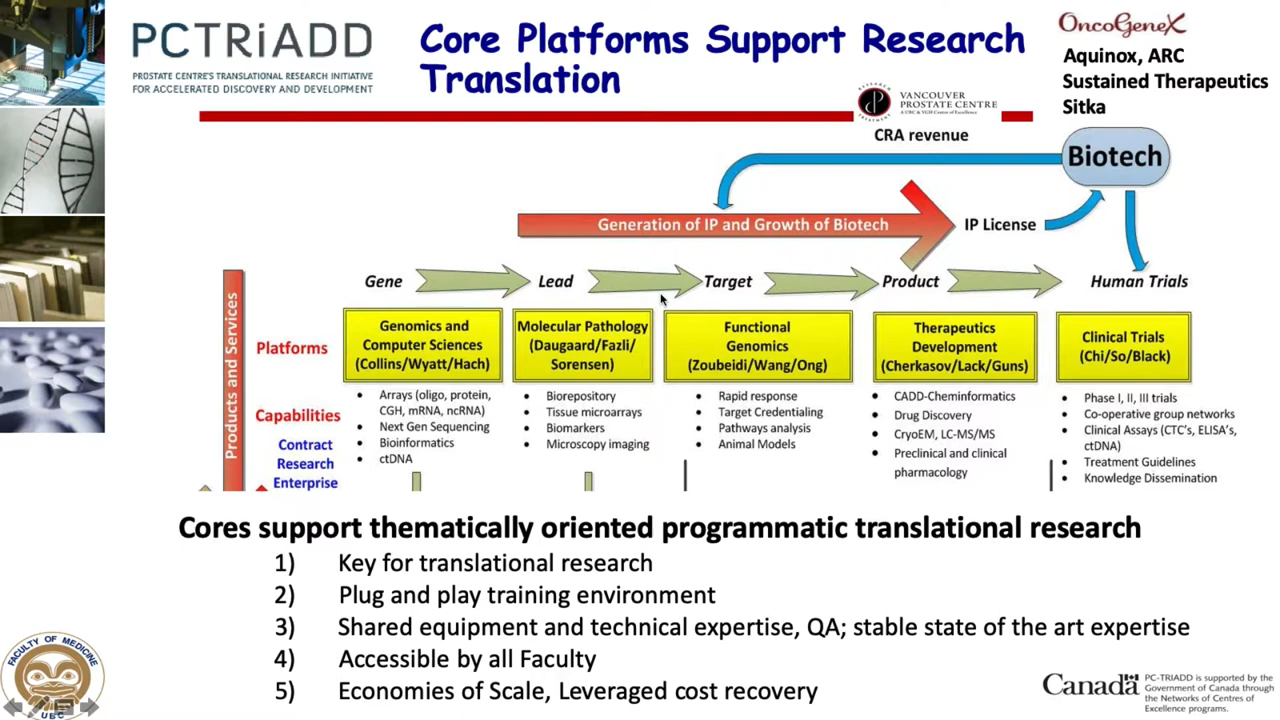 PCTRiADD
PROSTATE CENTRE'S TRANSLATIONAL RESEARCH INITIATIVE
FOR ACCELERATED DISCOVERY AND DEVELOPMENT
Core Platforms Support Research
Translation
OncoGeneX
Aquinox, ARC
Sustained Therapeutics
Sitka
VANCOUVER
PROSTATE CENTRE
A UBC & VGH Centre of Excellence
CRA revenue
Biotech
Generation of IP and Growth of Biotech
IP License
Gene
Lead
Target
Product
Human Trials
Products and Services
Platforms
Genomics and
Computer Sciences
(Collins/Wyatt/Hach)
Molecular Pathology
(Daugaard/Fazli/
Sorensen)
Functional
Genomics
(Zoubeidi/Wang/Ong)
Therapeutics
Development
(Cherkasov/Lack/Guns)
Clinical Trials
(Chi/So/Black)
Capabilities
Contract
Research
Enterprise
• Arrays (oligo, protein,
CGH, mRNA, ncRNA)
• Next Gen Sequencing
• Bioinformatics
• ctDNA
• Biorepository
• Tissue microarrays
• Biomarkers
• Microscopy imaging
• Rapid response
• Target Credentialing
• Pathways analysis
• Animal Models
• CADD-Cheminformatics
• Drug Discovery
• CryoEM, LC-MS/MS
• Preclinical and clinical
pharmacology
• Phase I, II, III trials
• Co-operative group networks
• Clinical Assays (CTC's, ELISA's,
ctDNA)
• Treatment Guidelines
• Knowledge Dissemination
Cores support thematically oriented programmatic translational research
1) Key for translational research
2) Plug and play training environment
3) Shared equipment and technical expertise, QA; stable state of the art expertise
4) Accessible by all Faculty
5) Economies of Scale, Leveraged cost recovery
FACULTY OF MEDICINE
UBC
Canada
PC-TRIADD is supported by the
Government of Canada through
the Networks of Centres of
Excellence programs.